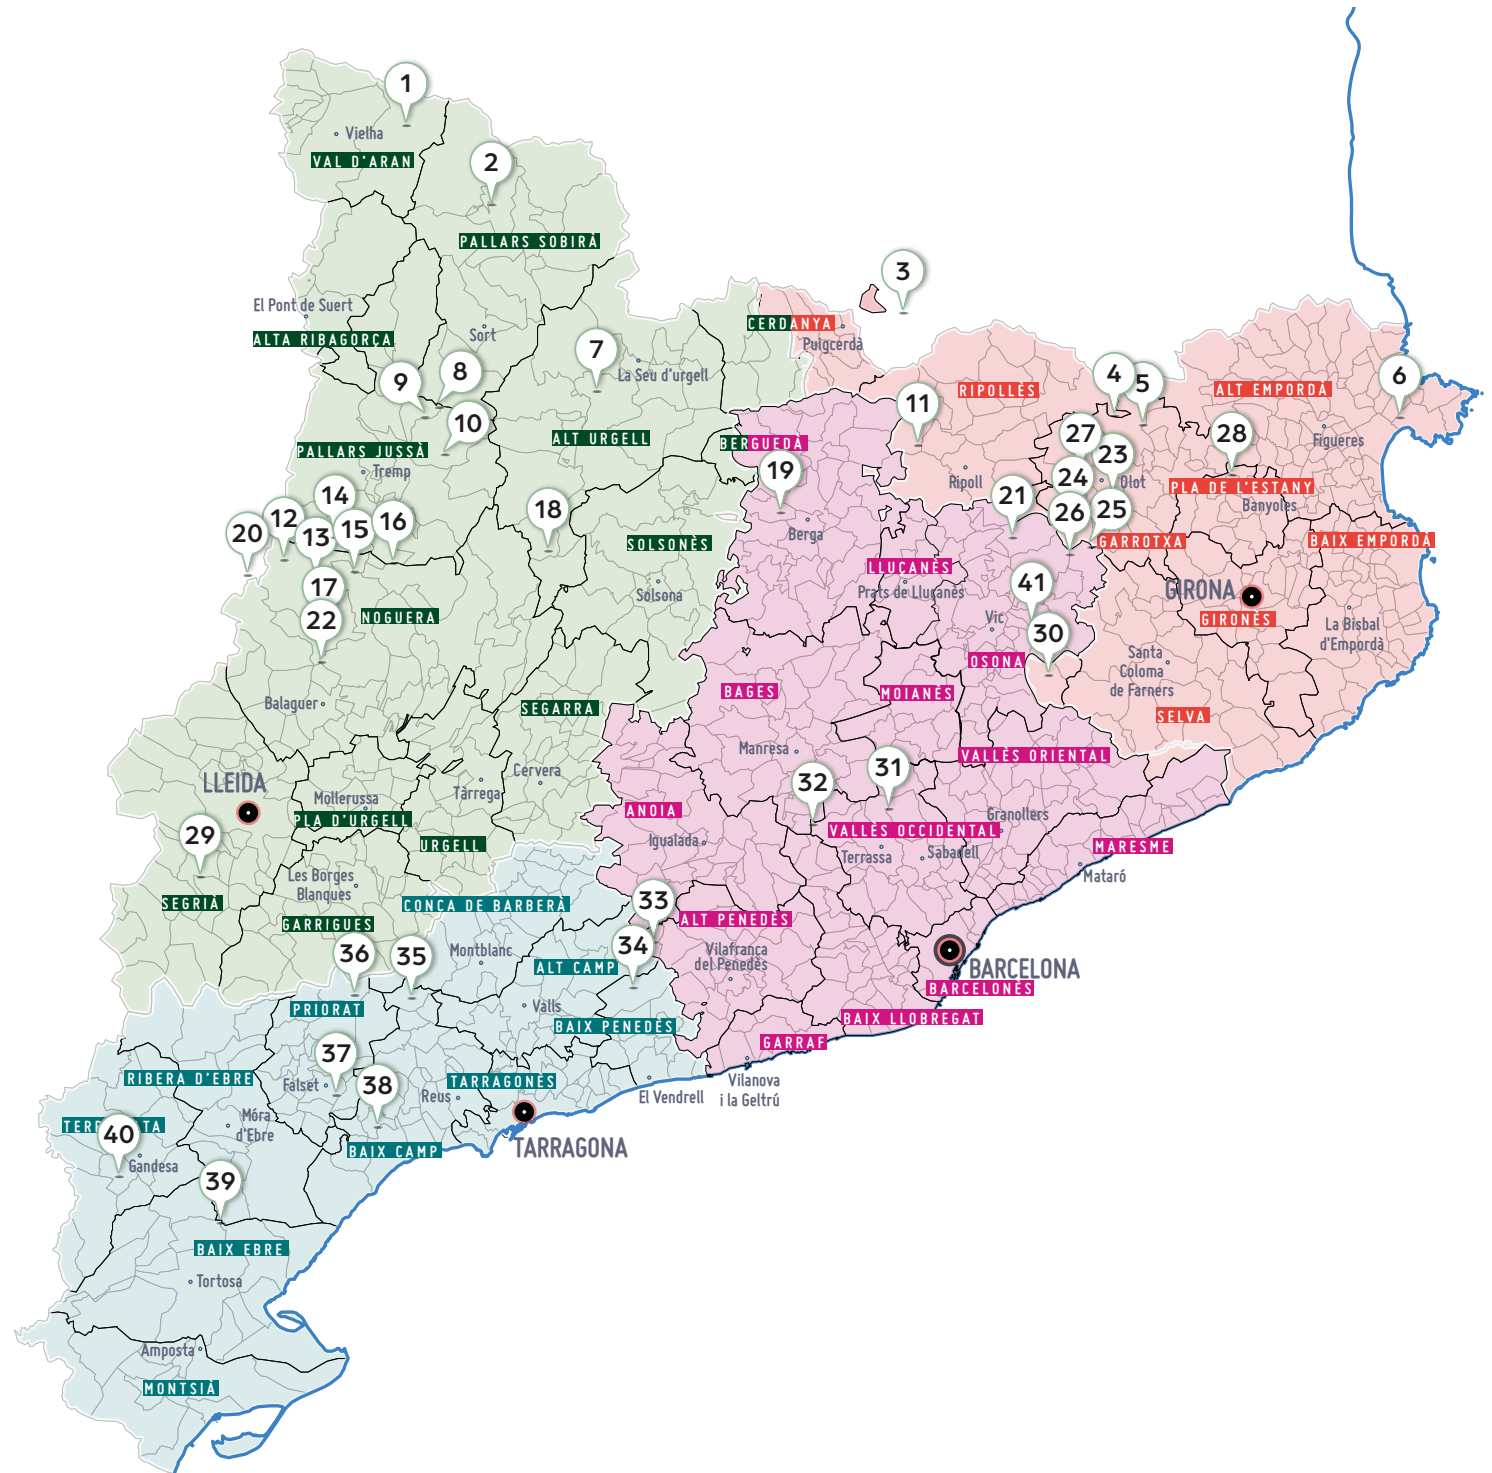 1
Vielha
VAL D'ARAN
2
PALLARS SOBIRÀ
3
El Pont de Suert
ALTA RIBAGORÇA
Sort
CERDANYA
Puigcerdà
7
La Seu d'urgell
8
9
10
RIPOLLÈS
11
4
5
ALT EMPORDÀ
6
Figueres
28
27
23
24
Olot
PALLARS JUSSÀ
Tremp
ALT URGELL
BERGUEDÀ
19
Berga
Ripoll
21
26
25
PLA DE L'ESTANY
Banyoles
GARROTXA
BAIX EMPORDÀ
14
20
12
13
15
16
18
SOLSONÈS
Solsona
LLUÇANÈS
Prats de Lluçanès
41
Vic
30
GIRONA
GIRONÈS
La Bisbal
d'Empordà
17
22
NOGUERA
Balaguer
SEGARRA
BAGES
MOIANÈS
OSONA
Santa
Coloma
de Farners
SELVA
Manresa
31
32
VALLÈS ORIENTAL
Granollers
LLEIDA
Mollerussa
PLA D'URGELL
Tàrrega
Cervera
29
URGELL
ANOIA
Igualada
VALLÈS OCCIDENTAL
Terrassa
Sabadell
MARESME
Mataró
Les Borges
Blanques
SEGRIÀ
GARRIGUES
CONCA DE BARBERÀ
33
34
ALT PENEDÈS
Vilafranca
del Penedès
36
35
Montblanc
ALT CAMP
BARCELONA
BARCELONÈS
PRIORAT
Valls
BAIX PENEDÈS
BAIX LLOBREGAT
GARRAF
37
RIBERA D'EBRE
Falset
38
Reus
TARRAGONÈS
El Vendrell
Vilanova
i la Geltrú
40
Móra
d'Ebre
Gandesa
BAIX CAMP
TARRAGONA
39
BAIX EBRE
Tortosa
Amposta
MONTSIÀ